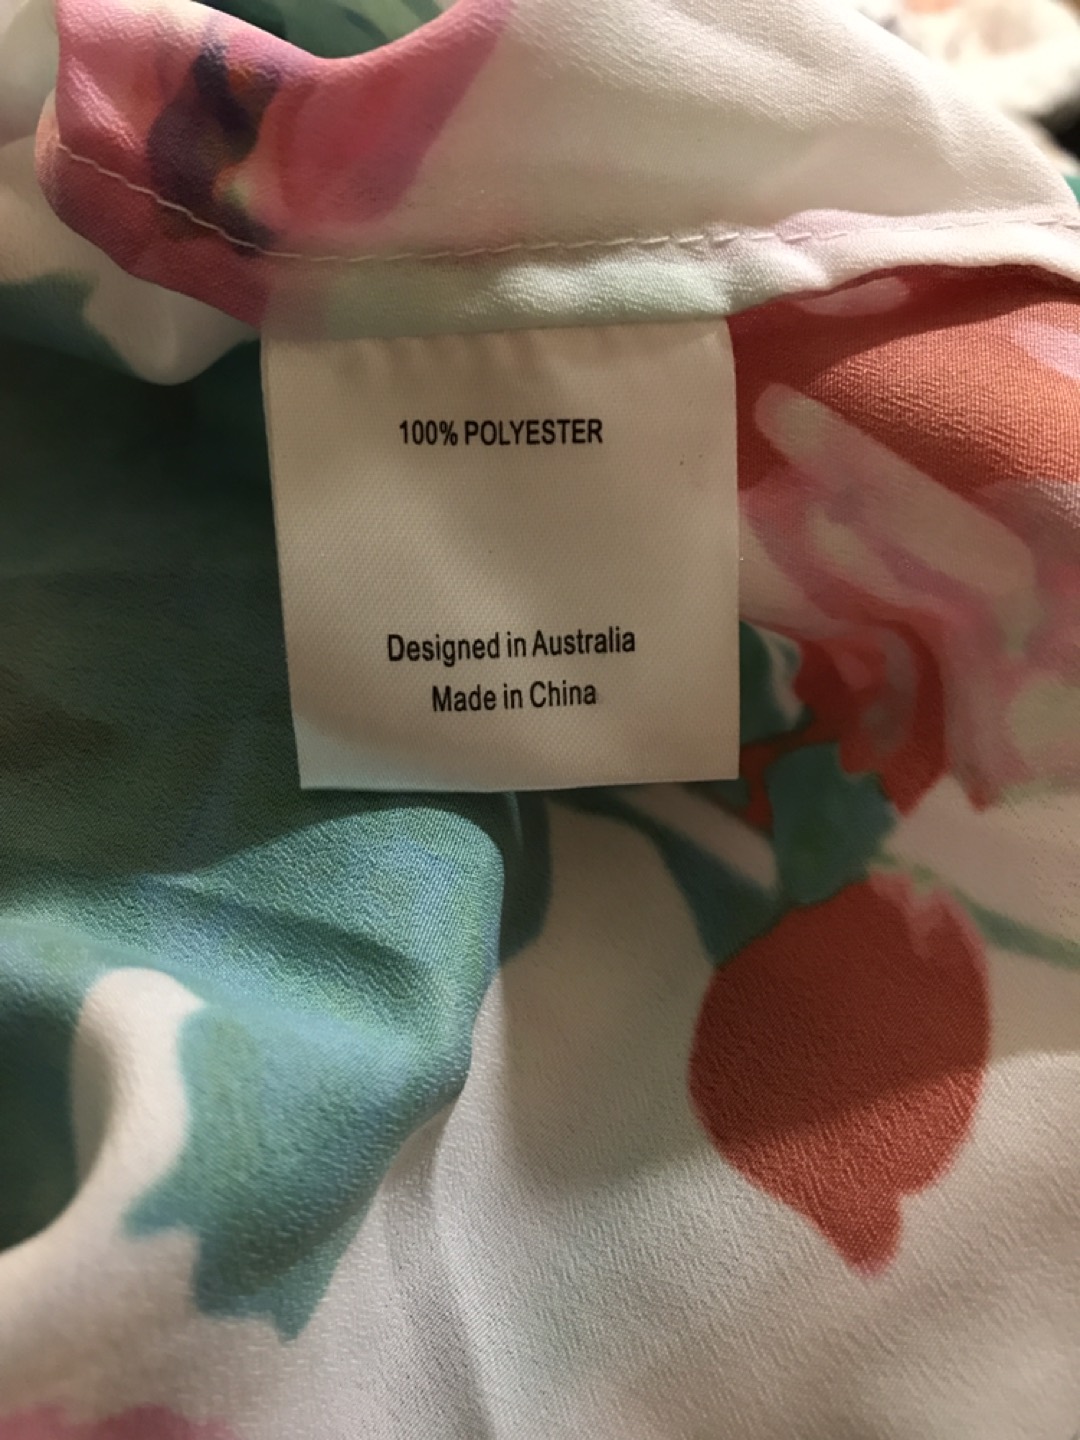 100% POLYESTER
Designed in Australia
Made in China